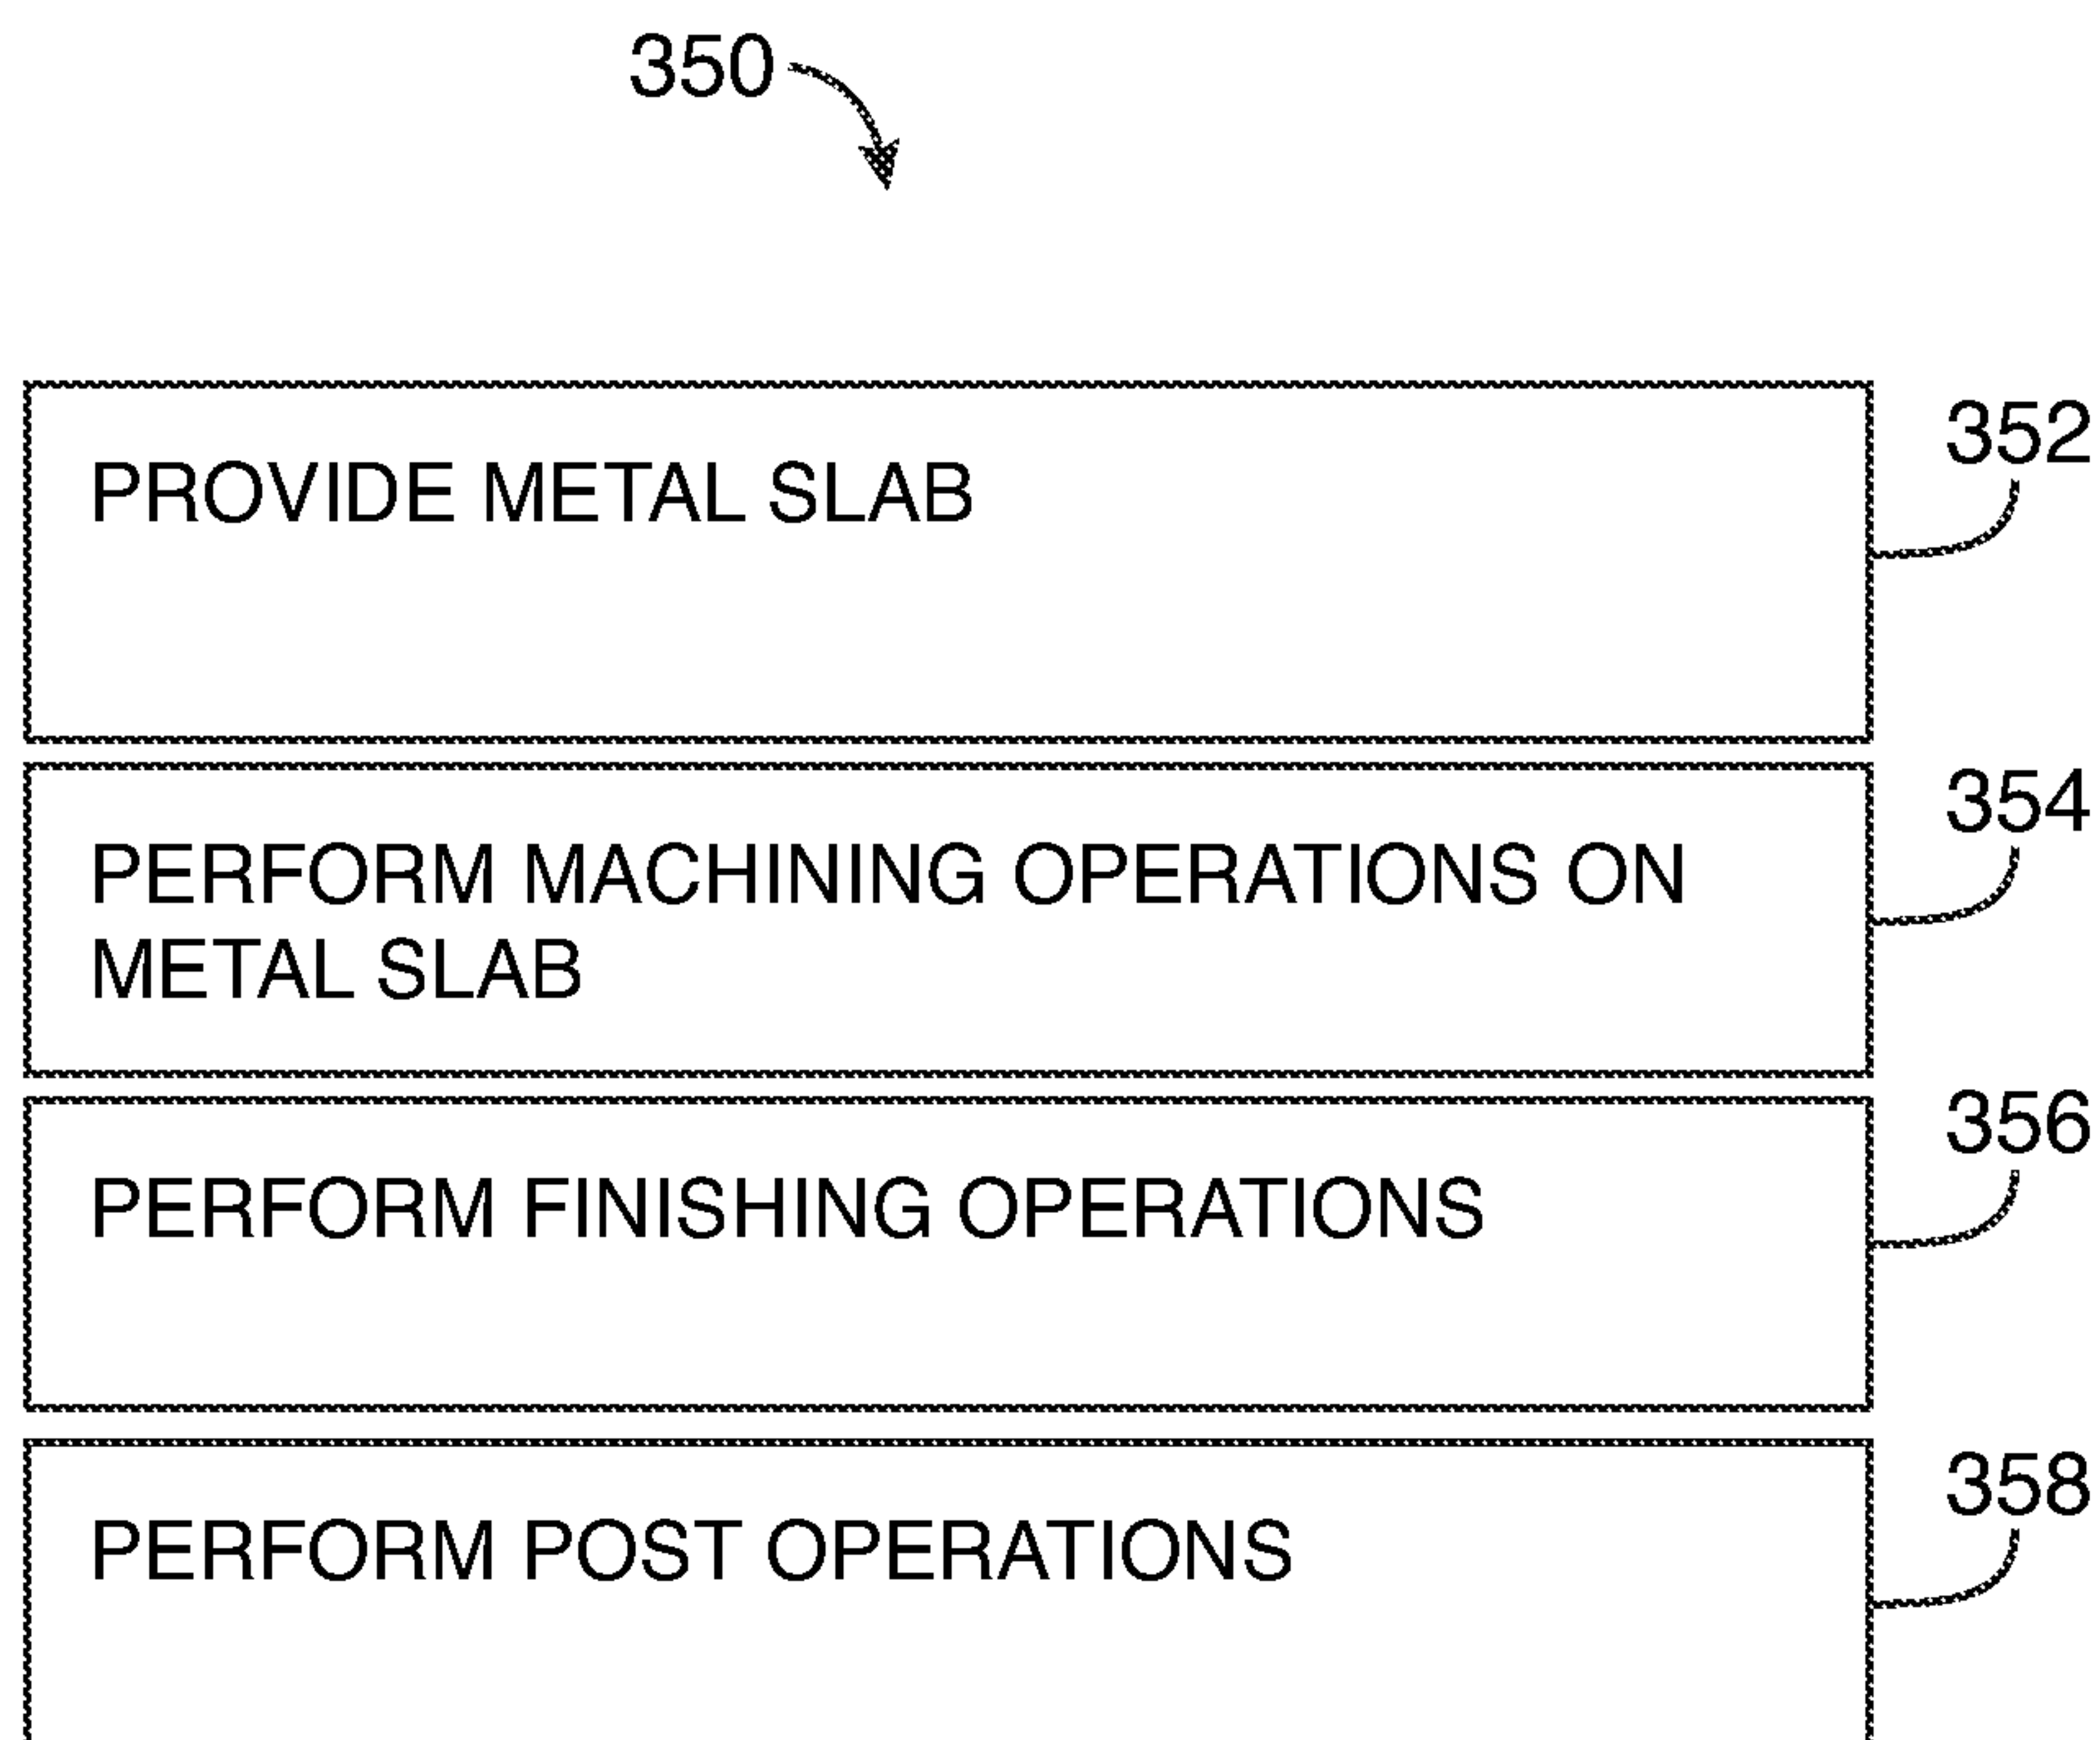 350
352
PROVIDE METAL SLAB
354
PERFORM MACHINING OPERATIONS ON
METAL SLAB
356
PERFORM FINISHING OPERATIONS
358
PERFORM POST OPERATIONS